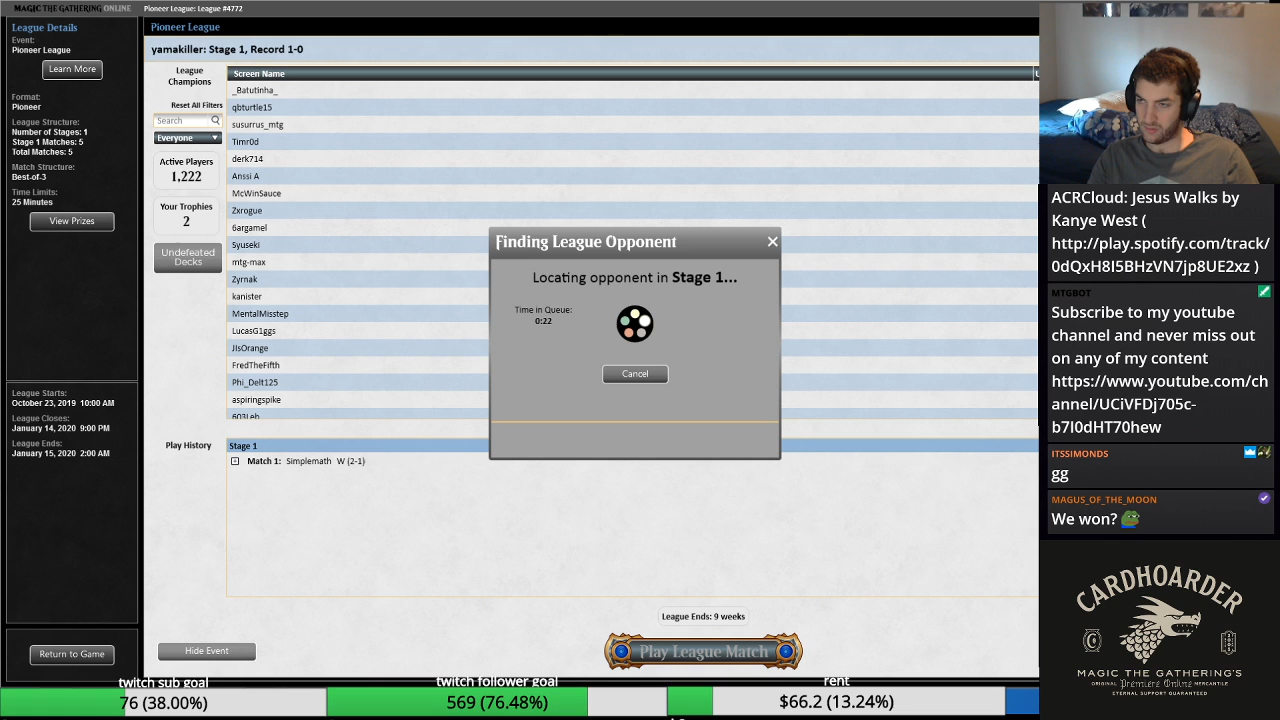 MAGIC THE GATHERING ONLINE
Pioneer League: League #4772
League Details
Event:
Pioneer League
Learn More
Format:
Pioneer
League Structure:
Number of Stages: 1
Stage 1 Matches: 5
Total Matches: 5
Match Structure:
Best-of-3
Time Limits:
25 Minutes
View Prizes
League Starts:
October 23, 2019 10:00 AM
League Closes:
January 14, 2020 9:00 PM
League Ends:
January 15, 2020 2:00 AM
Return to Game
Pioneer League
yamakiller: Stage 1, Record 1-0
League
Champions
Reset All Filters
Search
Everyone
Active Players
1,222
Your Trophies
2
Undefeated
Decks
Screen Name
_Batutinha_
qbturtle15
susurrus_mtg
Timr0d
derk714
Anssi A
McWinSauce
Zxrogue
6argamel
Syuseki
mtg-max
Zyrnak
kanister
MentalMisstep
LucasG1ggs
JIsOrange
FredTheFifth
Phi_Delt125
aspiringspike
603Leb
Finding League Opponent
Locating opponent in Stage 1...
Time in Queue:
0:22
Cancel
Play History
Stage 1
Match 1: Simplemath W (2-1)
League Ends: 9 weeks
Hide Event
Play League Match
ACRCloud: Jesus Walks by
Kanye West (
http://play.spotify.com/track/
0dQxH8I5BHzVN7jp8UE2xz )
MTGBOT
Subscribe to my youtube
channel and never miss out
on any of my content
https://www.youtube.com/ch
annel/UCiVFDj705c-
b7I0dHT70hew
ITSSIMONDS
gg
MAGUS_OF_THE_MOON
We won?
CARDHOARDER
MAGIC THE GATHERING'S
ORIGINAL Premiere Online MERCANTILE
ETERNAL SUPPORT GUARANTEED
twitch sub goal
76 (38.00%)
twitch follower goal
569 (76.48%)
rent
$66.2 (13.24%)